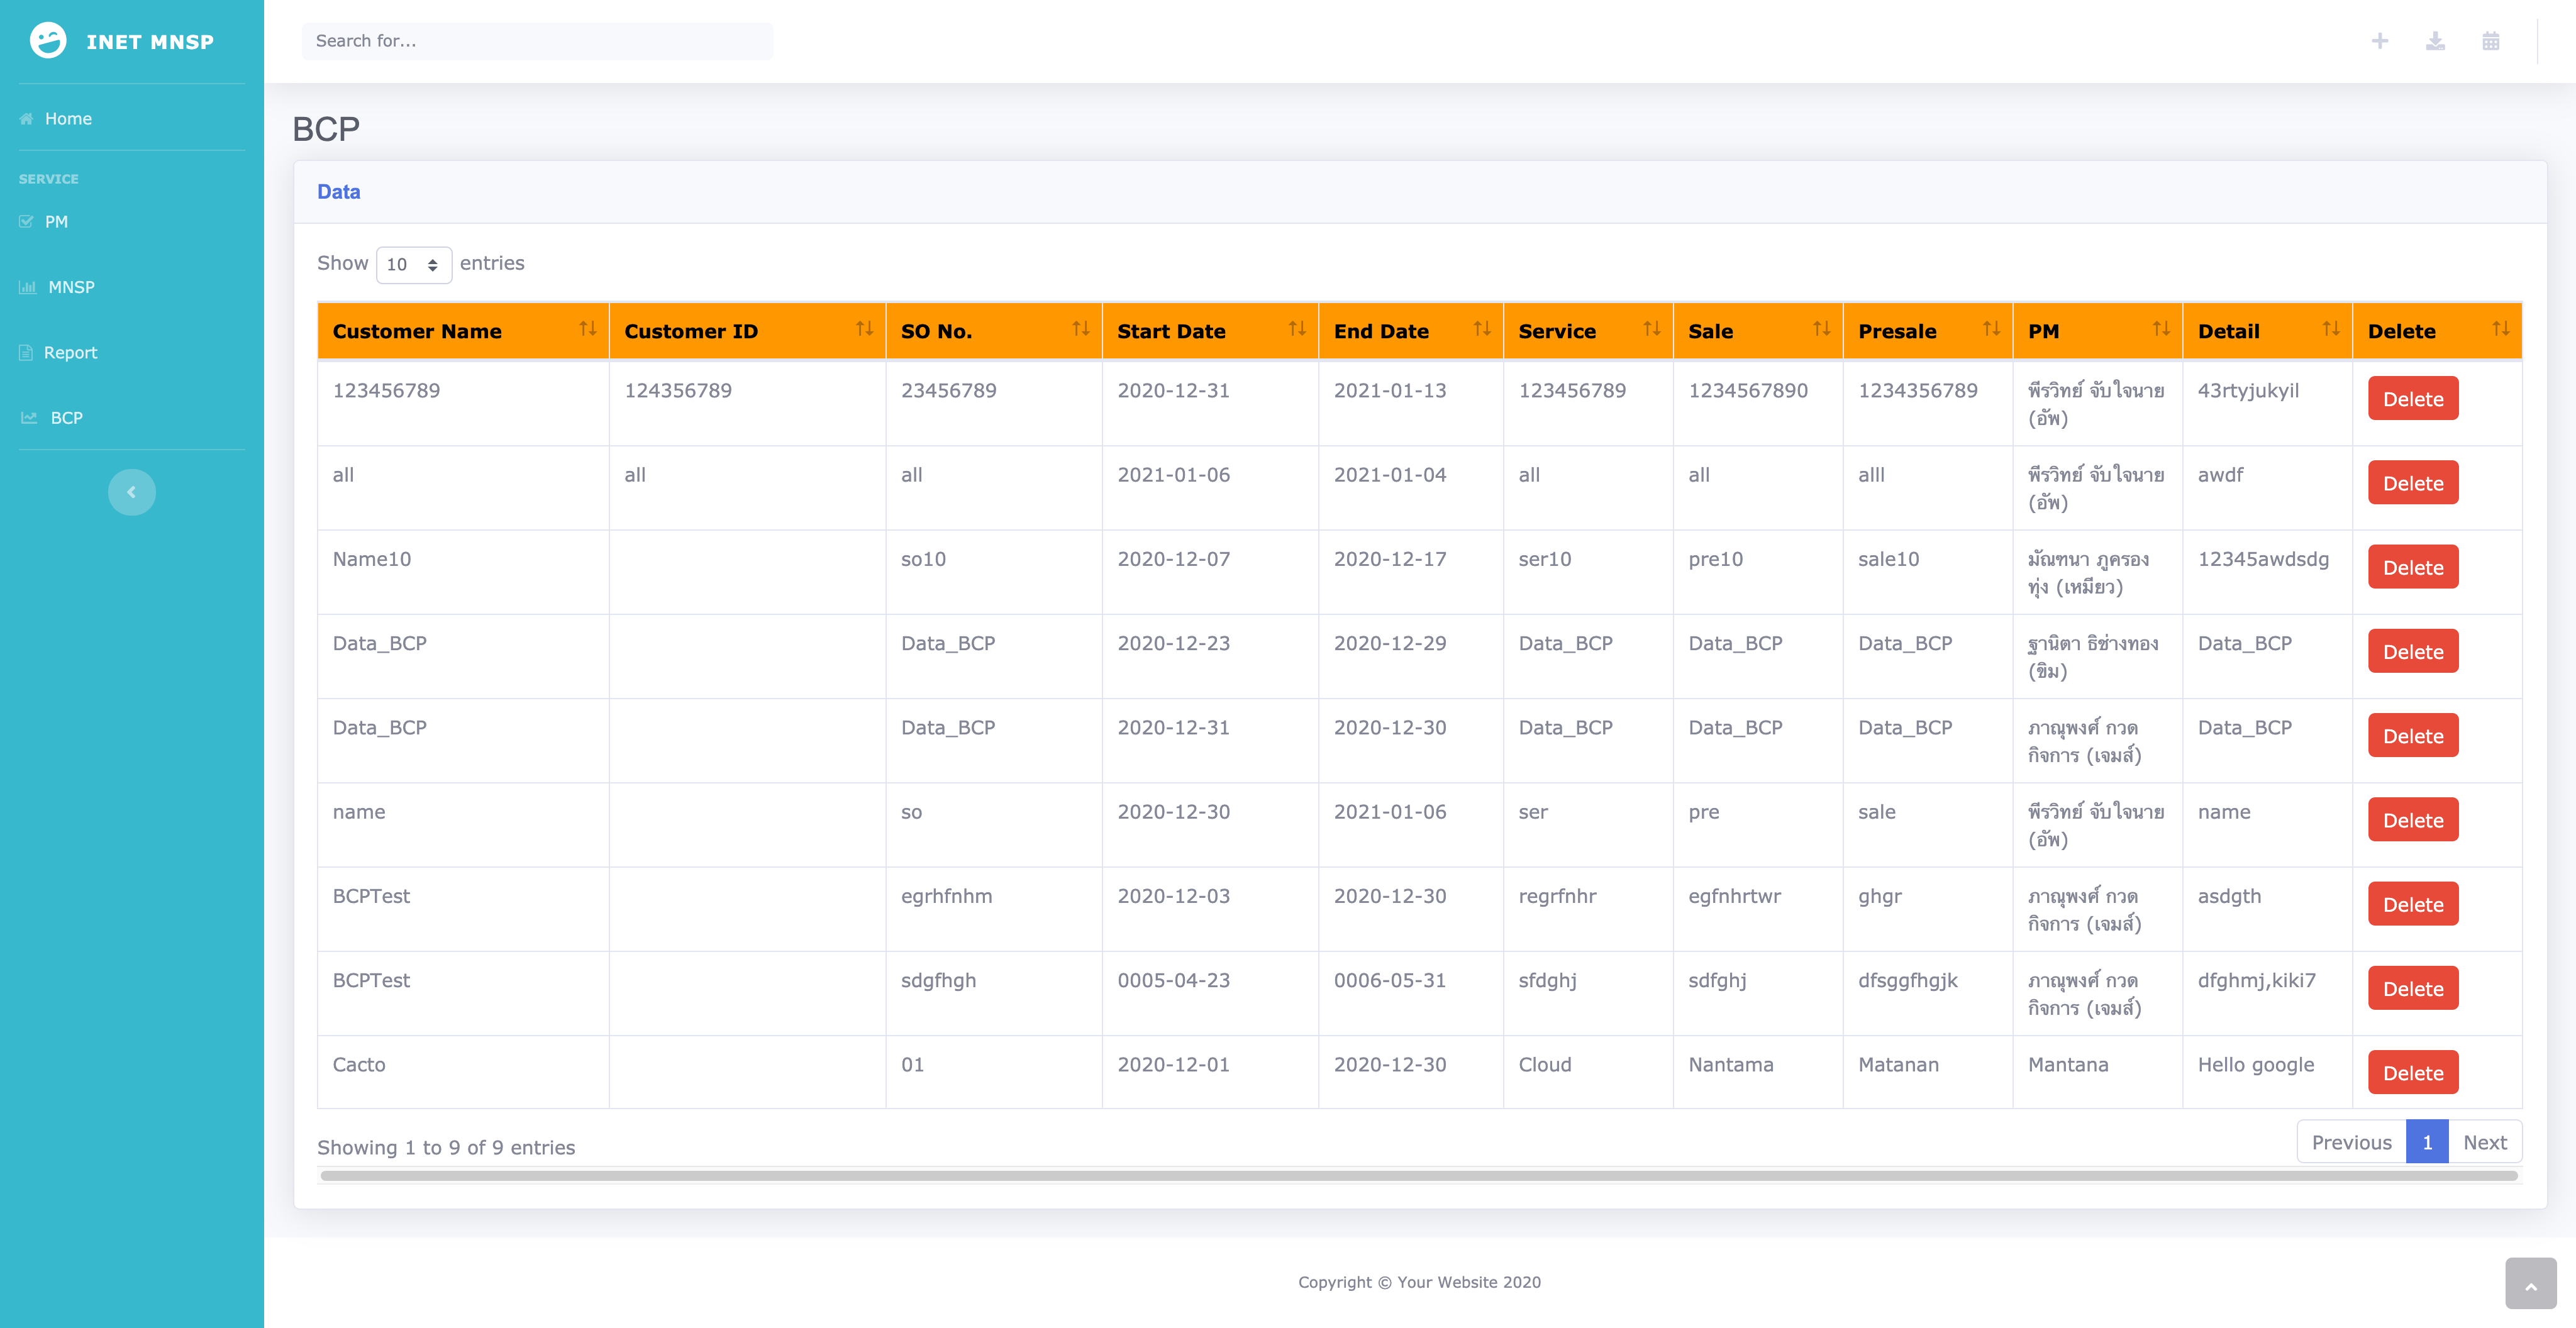 INET MNSP
Search for...
Home
SERVICE
PM
MNSP
Report
BCP
BCP
Data
Show 10 entries
Customer Name Customer ID SO No. Start Date End Date Service Sale Presale PM Detail Delete
123456789 124356789 23456789 2020-12-31 2021-01-13 123456789 1234567890 1234356789 พีรวิทย์ จับใจนาย (อัพ) 43rtyjukyil Delete
all all all 2021-01-06 2021-01-04 all all alll พีรวิทย์ จับใจนาย (อัพ) awdf Delete
Name10 so10 2020-12-07 2020-12-17 ser10 pre10 sale10 มัณฑนา ภูครองทุ่ง (เหมียว) 12345awdsdg Delete
Data_BCP Data_BCP 2020-12-23 2020-12-29 Data_BCP Data_BCP Data_BCP ฐานิตา ธิช่างทอง (ขิม) Data_BCP Delete
Data_BCP Data_BCP 2020-12-31 2020-12-30 Data_BCP Data_BCP Data_BCP ภาณุพงศ์ กวดกิจการ (เจมส์) Data_BCP Delete
name so 2020-12-30 2021-01-06 ser pre sale พีรวิทย์ จับใจนาย (อัพ) name Delete
BCPTest egrhfnhm 2020-12-03 2020-12-30 regrfnhr egfnhrtwr ghgr ภาณุพงศ์ กวดกิจการ (เจมส์) asdgth Delete
BCPTest sdgfhgh 0005-04-23 0006-05-31 sfdghj sdfghj dfsggfhgjk ภาณุพงศ์ กวดกิจการ (เจมส์) dfghmj,kiki7 Delete
Cacto 01 2020-12-01 2020-12-30 Cloud Nantama Matanan Mantana Hello google Delete
Showing 1 to 9 of 9 entries
Previous 1 Next
Copyright © Your Website 2020